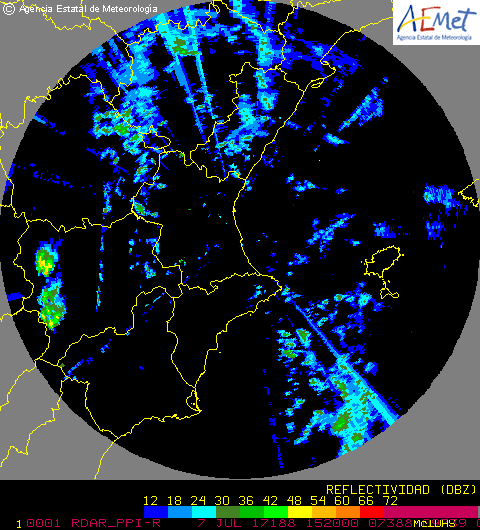 © Agencia Estatal de Meteorología
AEMet
Agencia Estatal de Meteorología
REFLECTIVIDAD (DBZ)
12 18 24 30 36 42 48 54 60 66 72
1 0001 RDAR_PPI-R 7 JUL 17188 152000